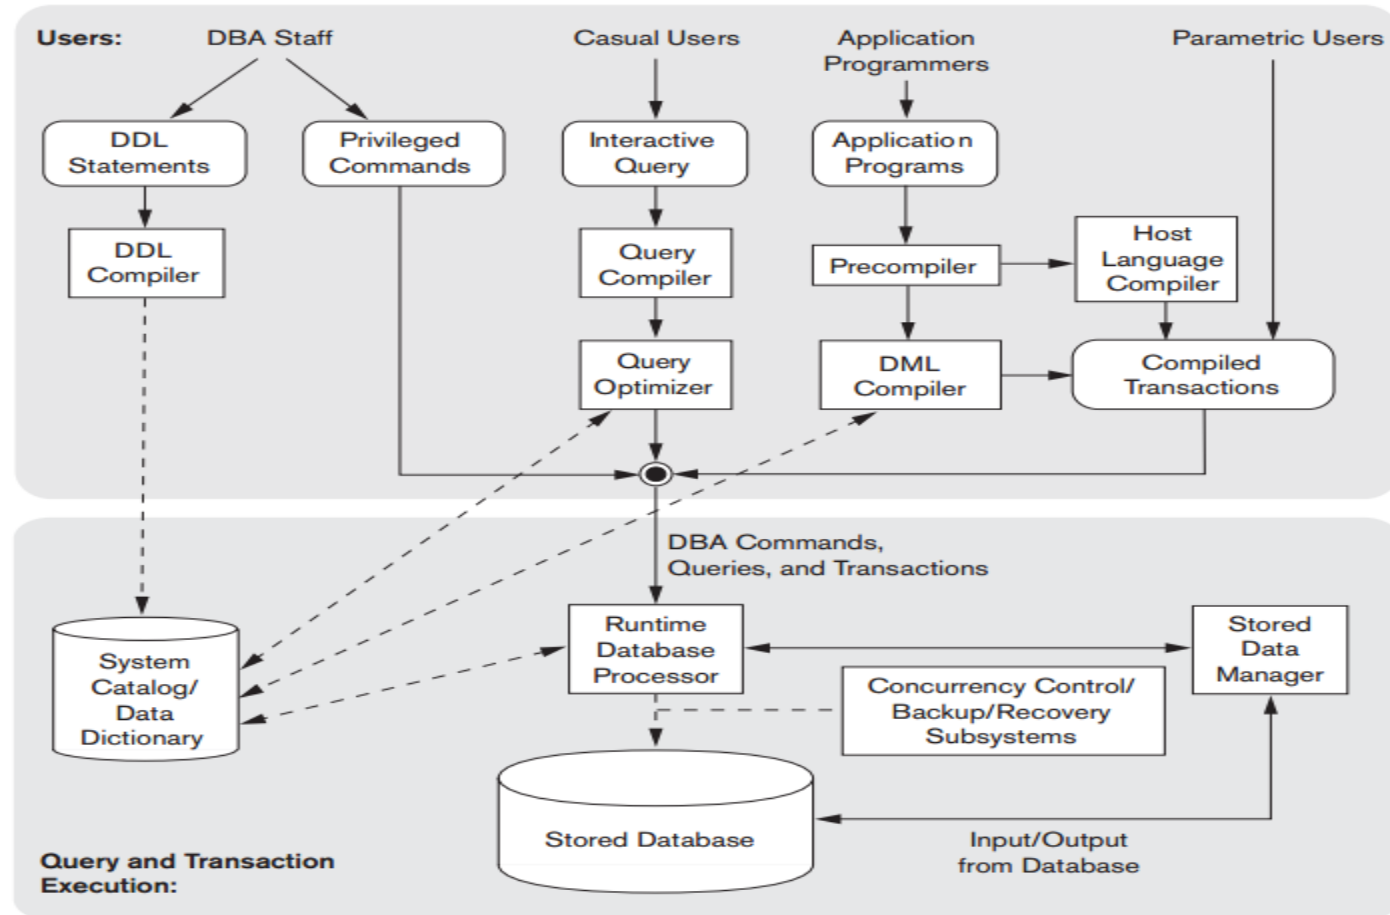 Users:
DBA Staff
Casual Users
Application
Programmers
Parametric Users
DDL
Statements
Privileged
Commands
Interactive
Query
Application
Programs
DDL
Compiler
Query
Compiler
Precompiler
Host
Language
Compiler
Query
Optimizer
DML
Compiler
Compiled
Transactions
DBA Commands,
Queries, and Transactions
System
Catalog/
Data
Dictionary
Runtime
Database
Processor
Stored
Data
Manager
Concurrency Control/
Backup/Recovery
Subsystems
Stored Database
Input/Output
from Database
Query and Transaction
Execution: